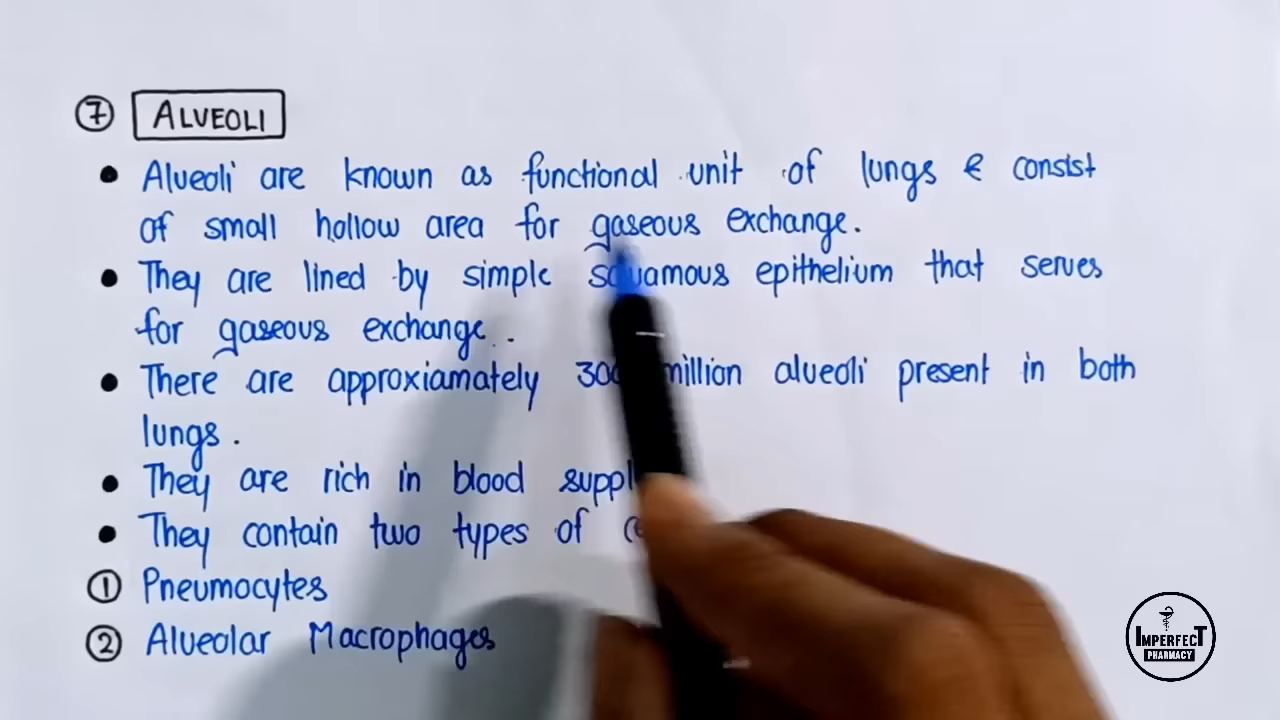 ⑦ ALVEOLI
• Alveoli are known as functional unit of lungs & consist
of small hollow area for gaseous exchange.
• They are lined by simple squamous epithelium that serves
for gaseous exchange.
• There are approxiamately million alveoli present in both
lungs.
• They are rich in blood
• They contain two types of
① Pneumocytes
② Alveolar Macrophages
IMPERFECT
PHARMACY